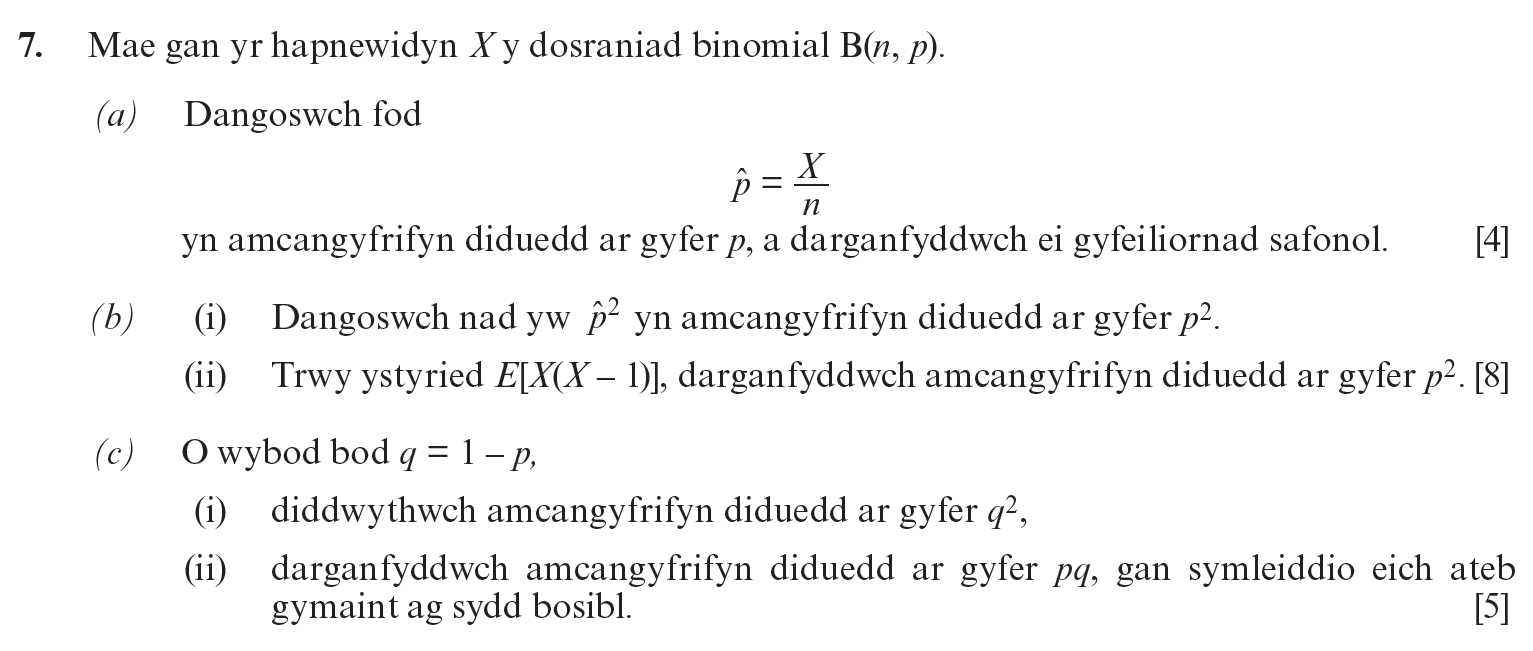 7. Mae gan yr hapnewidyn X y dosraniad binomial B(n, p).
(a) Dangoswch fod
p̂ = X/n
yn amcangyfrifyn diduedd ar gyfer p, a darganfyddwch ei gyfeiliornad safonol. [4]
(b) (i) Dangoswch nad yw p̂² yn amcangyfrifyn diduedd ar gyfer p².
(ii) Trwy ystyried E[X(X – 1)], darganfyddwch amcangyfrifyn diduedd ar gyfer p². [8]
(c) O wybod bod q = 1 – p,
(i) diddwythwch amcangyfrifyn diduedd ar gyfer q²,
(ii) darganfyddwch amcangyfrifyn diduedd ar gyfer pq, gan symleiddio eich ateb
gymaint ag sydd bosibl. [5]